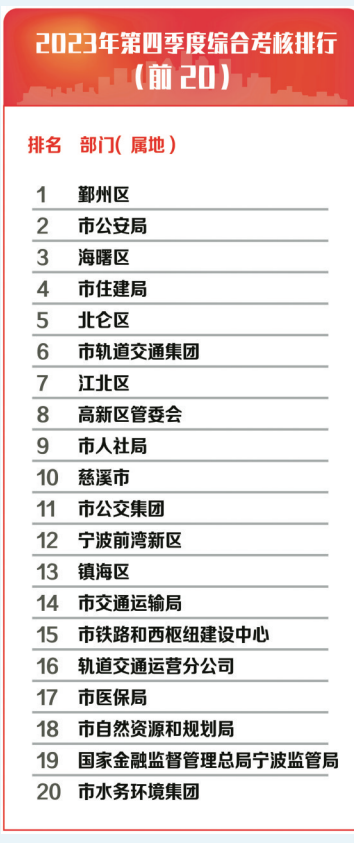 2023年第四季度综合考核排行
（前 20）
排名 部门（属地）
1 鄞州区
2 市公安局
3 海曙区
4 市住建局
5 北仑区
6 市轨道交通集团
7 江北区
8 高新区管委会
9 市人社局
10 慈溪市
11 市公交集团
12 宁波前湾新区
13 镇海区
14 市交通运输局
15 市铁路和西枢纽建设中心
16 轨道交通运营分公司
17 市医保局
18 市自然资源和规划局
19 国家金融监督管理总局宁波监管局
20 市水务环境集团